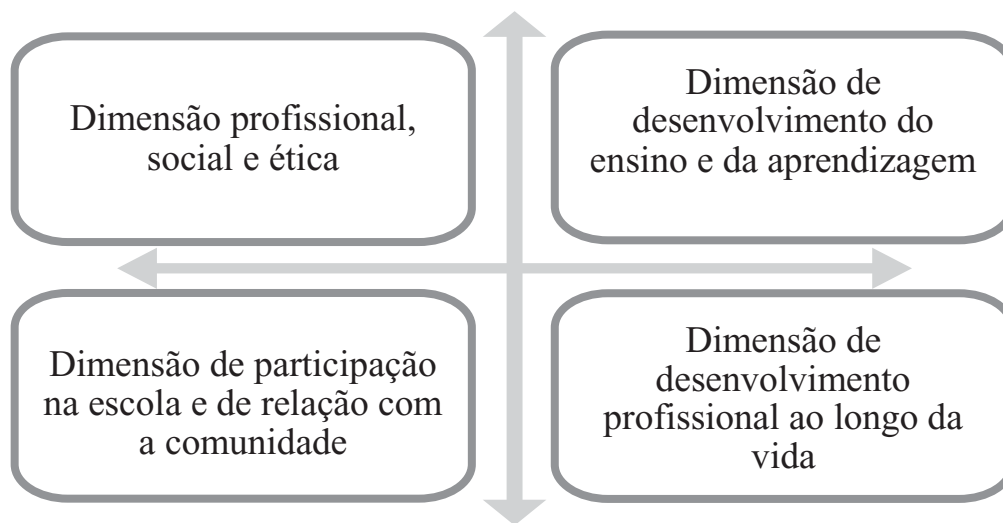 Dimensão profissional,
social e ética
Dimensão de
desenvolvimento do
ensino e da aprendizagem
Dimensão de participação
na escola e de relação com
a comunidade
Dimensão de
desenvolvimento
profissional ao longo da
vida